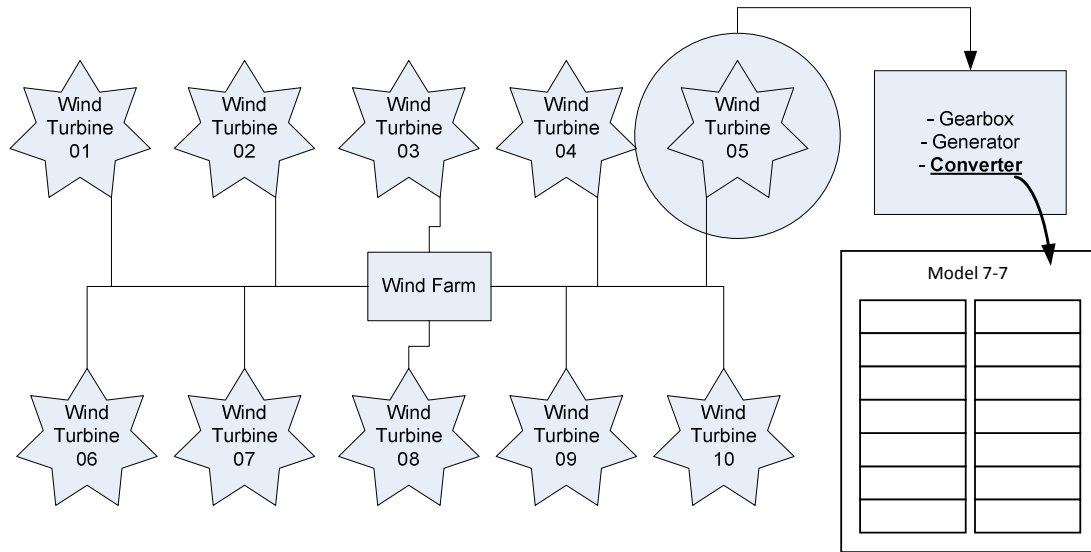 Wind
Turbine
01
Wind
Turbine
02
Wind
Turbine
03
Wind
Turbine
04
Wind
Turbine
05
- Gearbox
- Generator
- Converter
Wind Farm
Model 7-7
Wind
Turbine
06
Wind
Turbine
07
Wind
Turbine
08
Wind
Turbine
09
Wind
Turbine
10